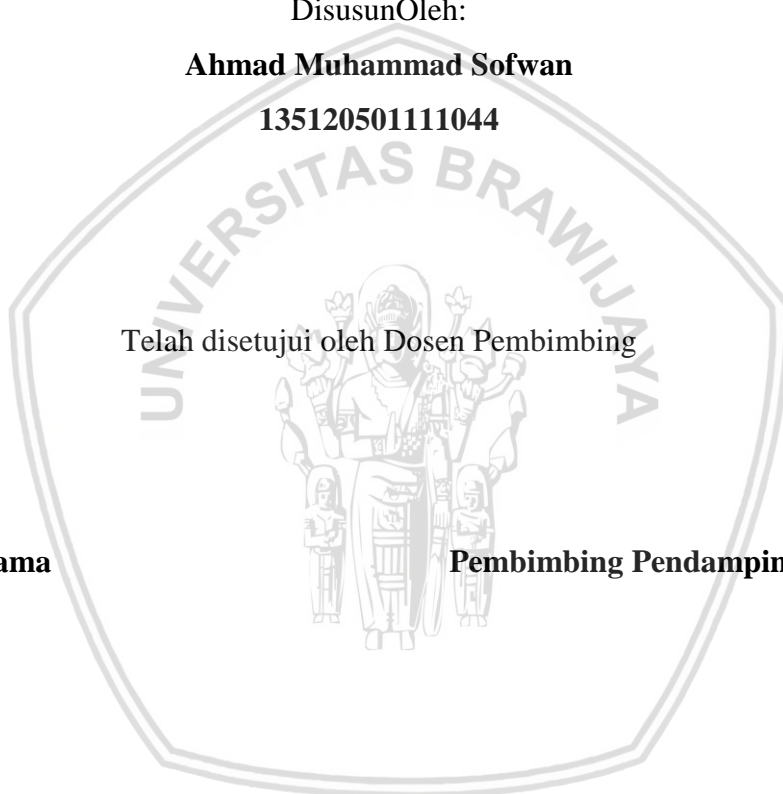 DisusunOleh:
Ahmad Muhammad Sofwan
135120501111044
UNIVERSITAS BRAWIJAYA
Telah disetujui oleh Dosen Pembimbing
ama Pembimbing Pendampin